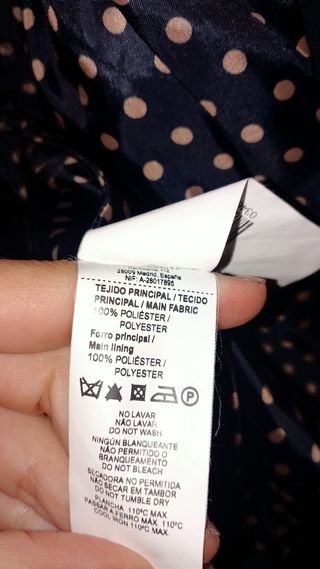 28009 Madrid, España
NIF: A-28017895
TEJIDO PRINCIPAL / TECIDO
PRINCIPAL / MAIN FABRIC
100% POLIÉSTER /
POLYESTER
Forro principal /
Main lining
100% POLIÉSTER /
POLYESTER
P
NO LAVAR
NÃO LAVAR
DO NOT WASH
NINGÚN BLANQUEANTE
NÃO PERMITIDO O
BRANQUEAMENTO
DO NOT BLEACH
SECADORA NO PERMITIDA
NÃO SECAR EM TAMBOR
DO NOT TUMBLE DRY
PLANCHA 110ºC MAX.
PASSAR A FERRO MÁX. 110ºC
COOL IRON 110ºC MAX.